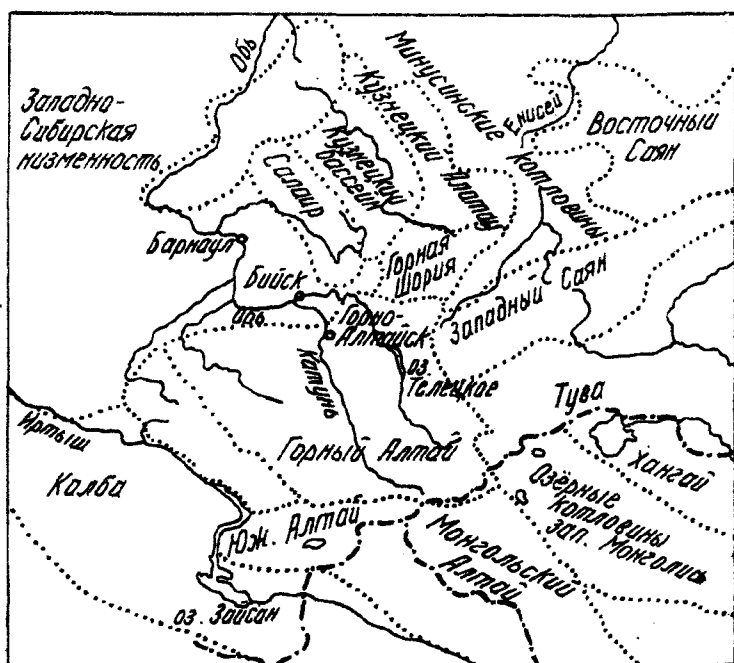 Обь
Минусинские
Кузнецкий Алатау
Енисей
Западно-
Сибирская
низменность
Восточный
Саян
Кузнецкий
Бассейн
Салаир
котловины
Барнаул
Горная
Шория
Бийск
Западный Саян
Обь
Горно-
Алтайск
Катунь
оз.
Телецкое
Тува
Иртыш
Горный Алтай
Хангай
Калба
Озёрные
котловины
зап. Монголии
Юж. Алтай
Монгольский
Алтай
оз. Зайсан